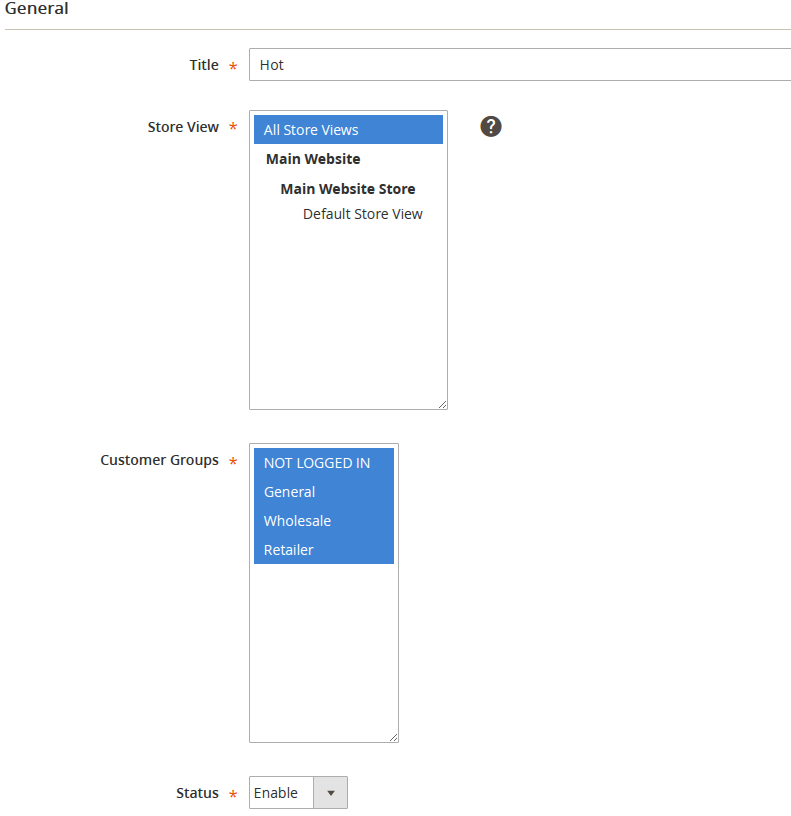 General
Title *
Hot
Store View *
All Store Views
Main Website
Main Website Store
Default Store View
?
Customer Groups *
NOT LOGGED IN
General
Wholesale
Retailer
Status *
Enable